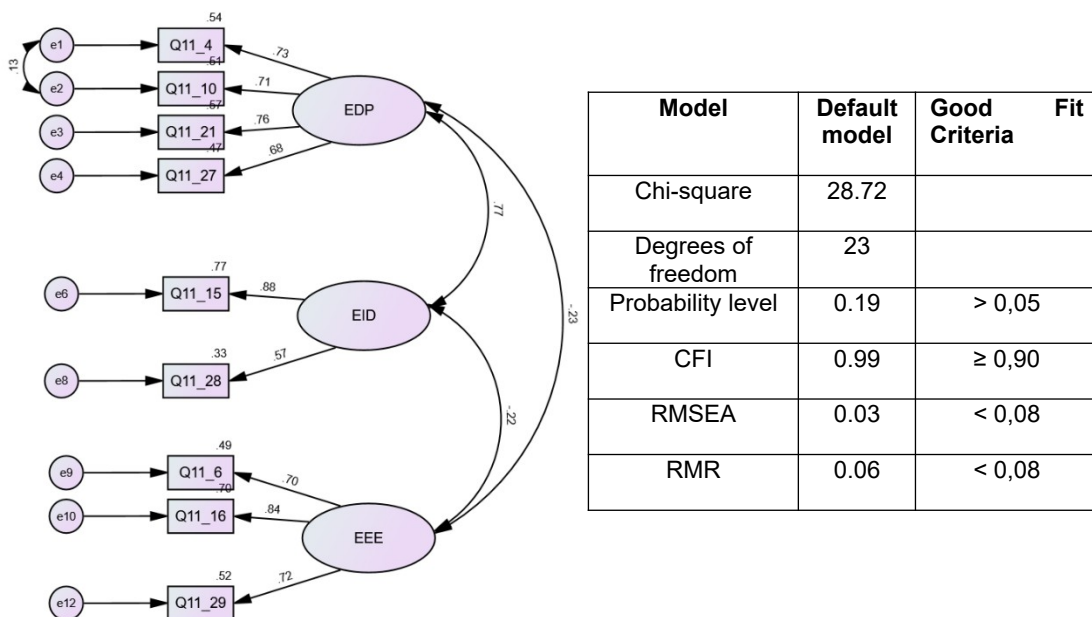 .54
e1
Q11_4
.73
.13
.51
e2
Q11_10
.71
EDP
.57
e3
Q11_21
.76
.47
e4
Q11_27
.68
.77
.77
e6
Q11_15
.88
EID
-.23
.33
e8
Q11_28
.57
-.22
.49
e9
Q11_6
.70
.70
e10
Q11_16
.84
EEE
.52
e12
Q11_29
.72
Model Default model Good Fit Criteria
Chi-square 28.72
Degrees of freedom 23
Probability level 0.19 > 0,05
CFI 0.99 ≥ 0,90
RMSEA 0.03 < 0,08
RMR 0.06 < 0,08